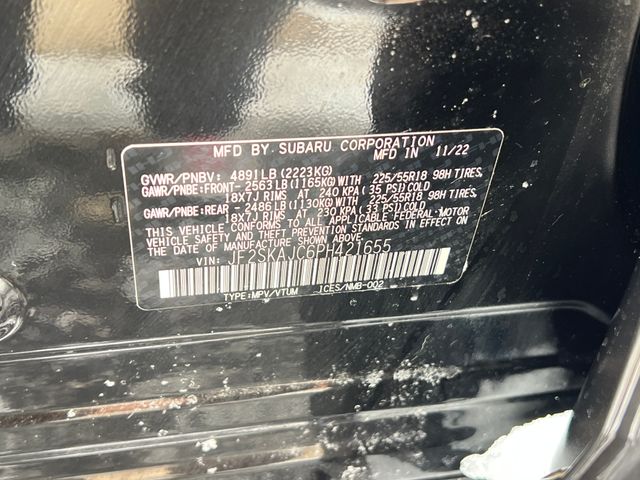 MFD BY SUBARU CORPORATION
MFD IN 11/22
GVWR/PNBV: 4891LB (2223KG)
GAWR/PNBE:FRONT- 2563LB (1165KG)WITH 225/55R18 98H TIRES,
18X7J RIMS AT 240 KPA (35 PSI)COLD
GAWR/PNBE:REAR - 2486LB (1130KG)WITH 225/55R18 98H TIRES,
18X7J RIMS AT 230 KPA (33 PSI)COLD
THIS VEHICLE CONFORMS TO ALL APPLICABLE FEDERAL MOTOR
VEHICLE SAFETY AND THEFT PREVENTION STANDARDS IN EFFECT
ON THE DATE OF MANUFACTURE SHOWN ABOVE.
VIN: JF2SKAJC6PH421655
TYPE:MPV/VTUM ICES/NMB-002